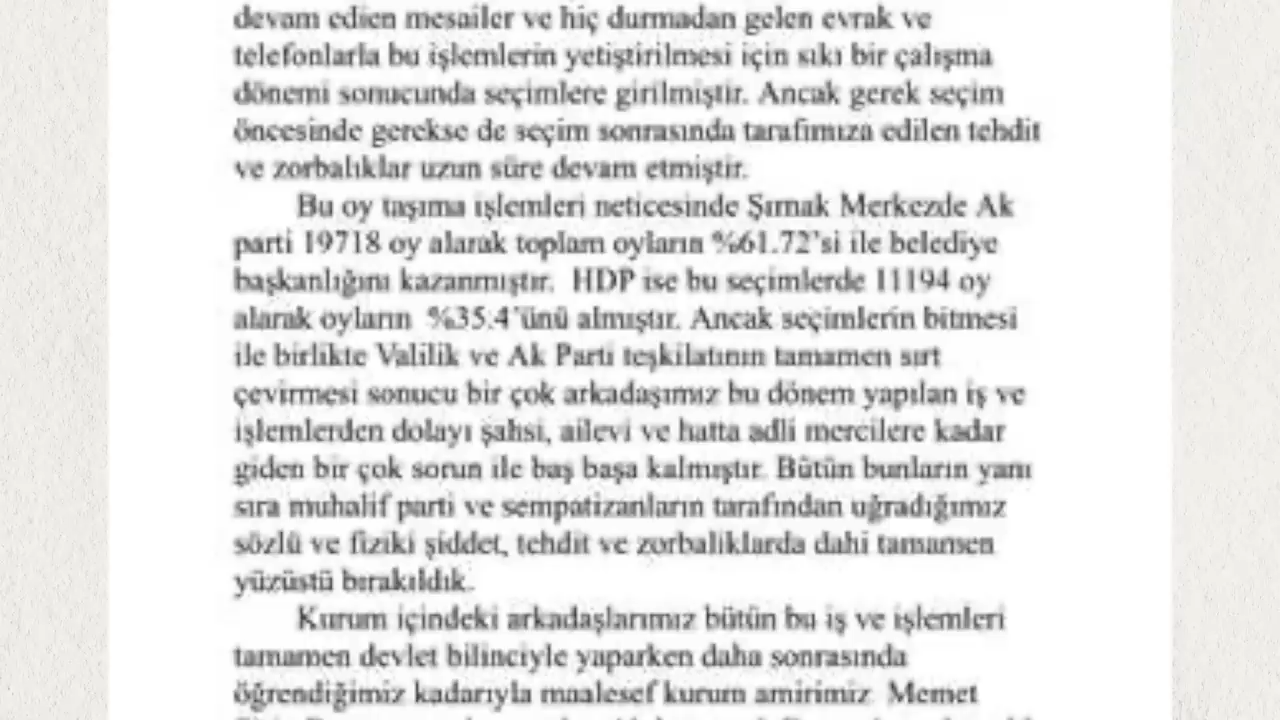 devam edien mesailer ve hiç durmadan gelen evrak ve
telefonlarla bu işlemlerin yetiştirilmesi için sıkı bir çalışma
dönemi sonucunda seçimlere girilmiştir. Ancak gerek seçim
öncesinde gerekse de seçim sonrasında tarafımıza edilen tehdit
ve zorbalıklar uzun süre devam etmiştir.
Bu oy taşıma işlemleri neticesinde Şırnak Merkezde Ak
parti 19718 oy alarak toplam oyların %61.72'si ile belediye
başkanlığını kazanmıştır. HDP ise bu seçimlerde 11194 oy
alarak oyların %35.4'ünü almıştır. Ancak seçimlerin bitmesi
ile birlikte Valilik ve Ak Parti teşkilatının tamamen sırt
çevirmesi sonucu bir çok arkadaşımız bu dönem yapılan iş ve
işlemlerden dolayı şahsi, ailevi ve hatta adli mercilere kadar
giden bir çok sorun ile baş başa kalmıştır. Bütün bunların yanı
sıra muhalif parti ve sempatizanların tarafından uğradığımız
sözlü ve fiziki şiddet, tehdit ve zorbalıklarda dahi tamamen
yüzüstü bırakıldık.
Kurum içindeki arkadaşlarımız bütün bu iş ve işlemleri
tamamen devlet bilinciyle yaparken daha sonrasında
öğrendiğimiz kadarıyla maalesef kurum amirimiz Memet